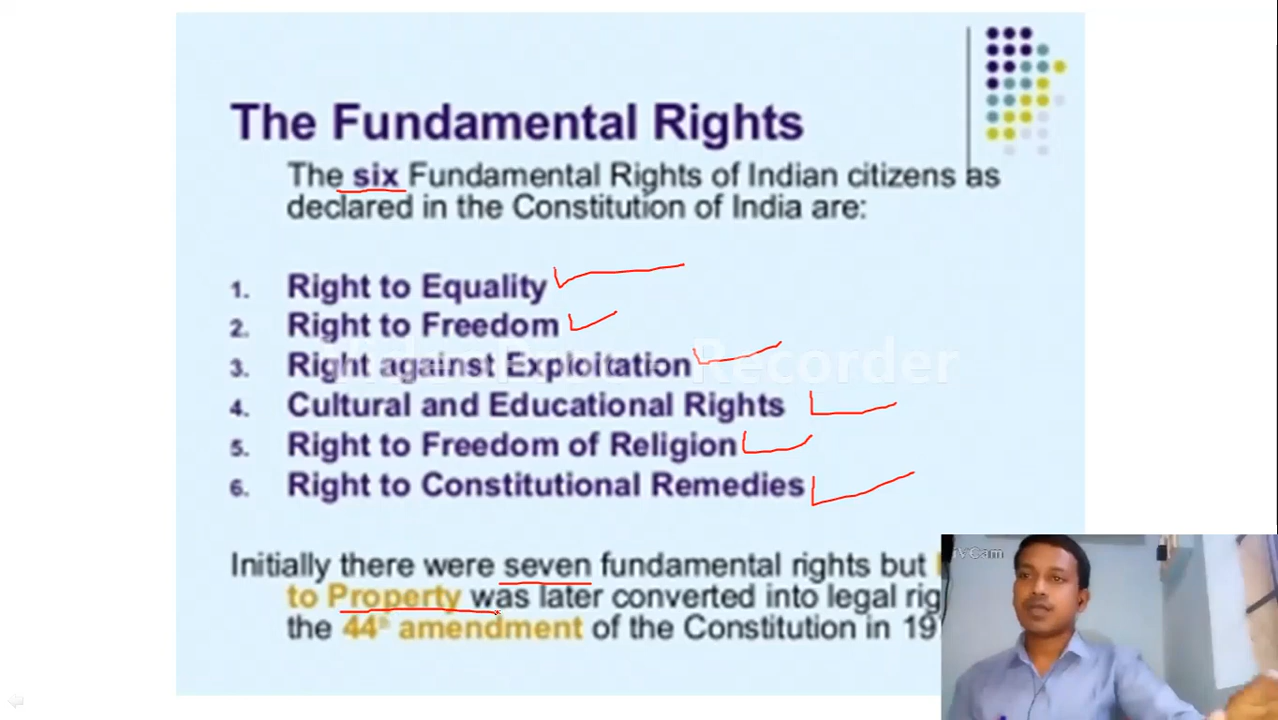 The Fundamental Rights
The six Fundamental Rights of Indian citizens as
declared in the Constitution of India are:
1. Right to Equality
2. Right to Freedom
3. Right against Exploitation
4. Cultural and Educational Rights
5. Right to Freedom of Religion
6. Right to Constitutional Remedies
Recorder
Initially there were seven fundamental rights but
to Property was later converted into legal
the 44th amendment of the Constitution in